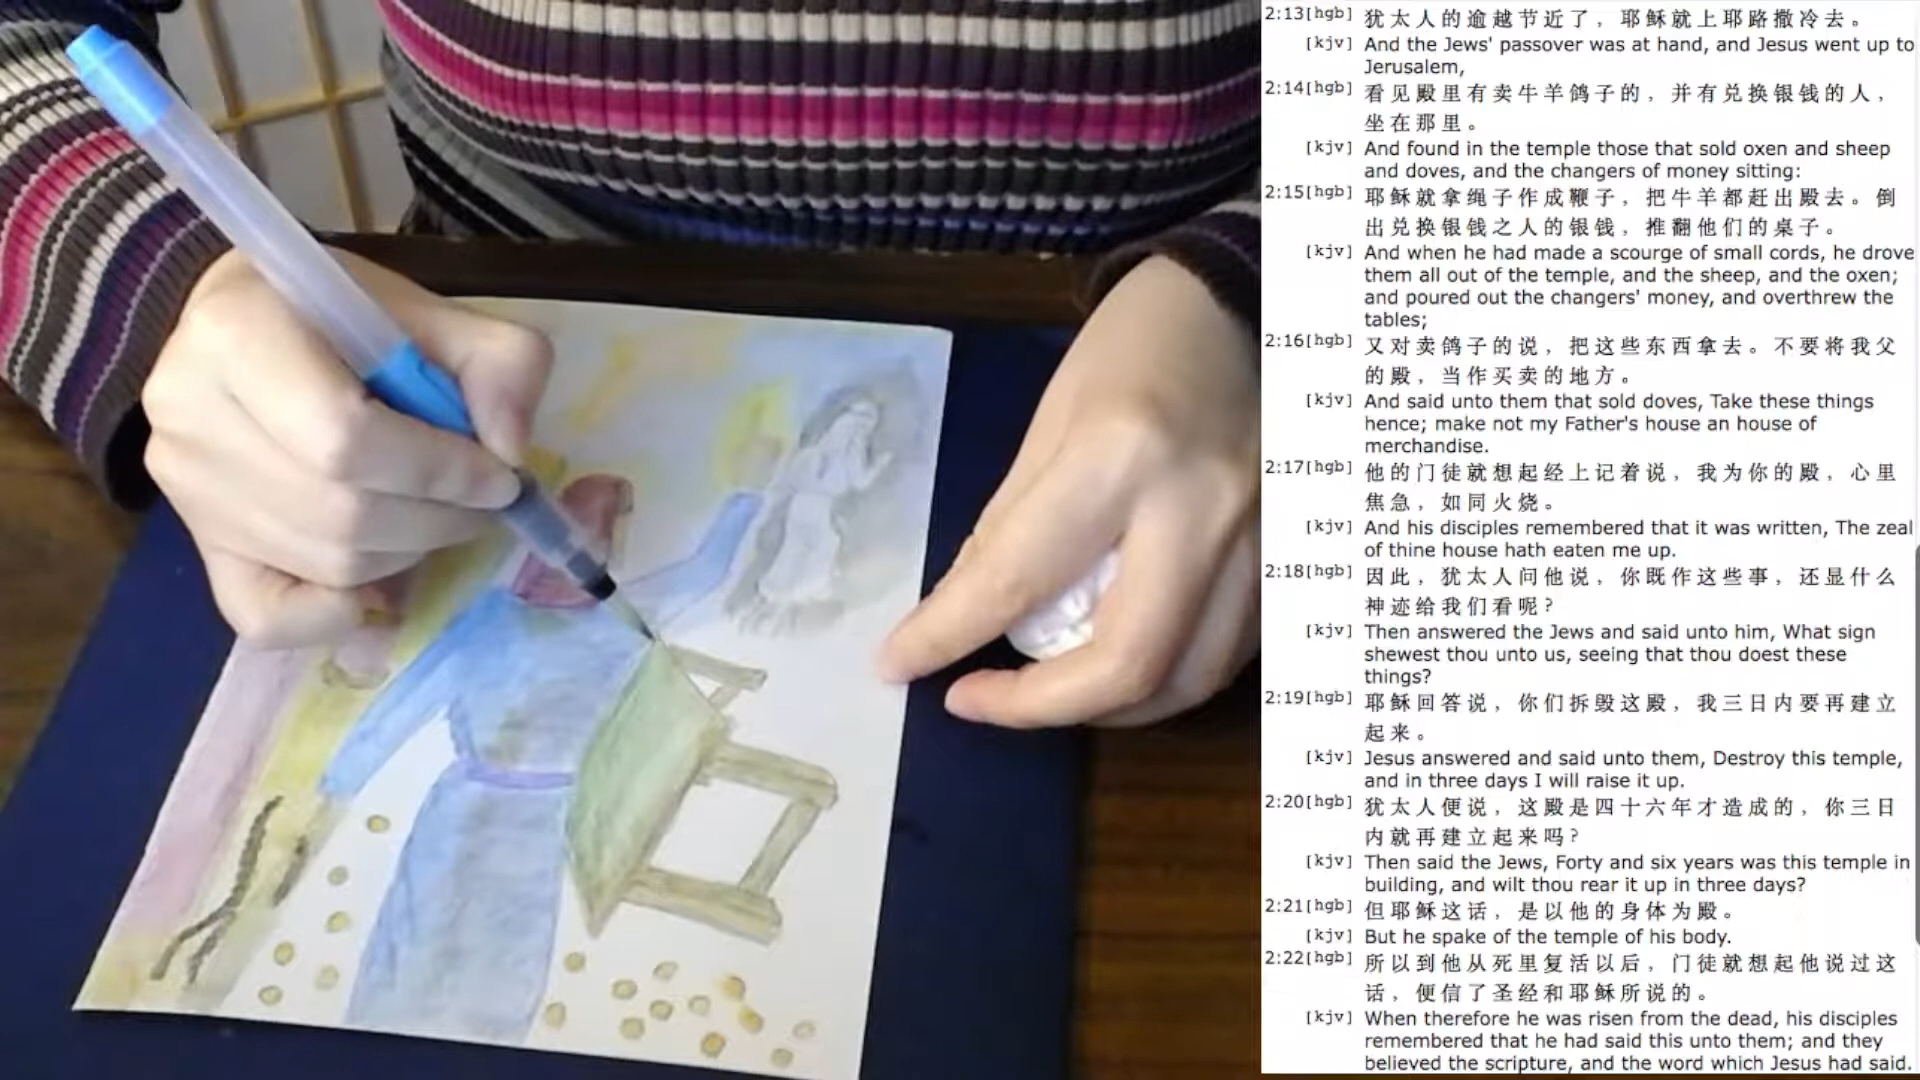 2:13[hgb] 犹太人的逾越节近了，耶稣就上耶路撒冷去。
[kjv] And the Jews' passover was at hand, and Jesus went up to
Jerusalem,
2:14[hgb] 看见殿里有卖牛羊鸽子的，并有兑换银钱的人，
坐在那里。
[kjv] And found in the temple those that sold oxen and sheep
and doves, and the changers of money sitting:
2:15[hgb] 耶稣就拿绳子作成鞭子，把牛羊都赶出殿去。倒
出兑换银钱之人的银钱，推翻他们的桌子。
[kjv] And when he had made a scourge of small cords, he drove
them all out of the temple, and the sheep, and the oxen;
and poured out the changers' money, and overthrew the
tables;
2:16[hgb] 又对卖鸽子的说，把这些东西拿去。不要将我父
的殿，当作买卖的地方。
[kjv] And said unto them that sold doves, Take these things
hence; make not my Father's house an house of
merchandise.
2:17[hgb] 他的门徒就想起经上记着说，我为你的殿，心里
焦急，如同火烧。
[kjv] And his disciples remembered that it was written, The zeal
of thine house hath eaten me up.
2:18[hgb] 因此，犹太人问他说，你既作这些事，还显什么
神迹给我们看呢?
[kjv] Then answered the Jews and said unto him, What sign
shewest thou unto us, seeing that thou doest these
things?
2:19[hgb] 耶稣回答说，你们拆毁这殿，我三日内要再建立
起来。
[kjv] Jesus answered and said unto them, Destroy this temple,
and in three days I will raise it up.
2:20[hgb] 犹太人便说，这殿是四十六年才造成的，你三日
内就再建立起来吗?
[kjv] Then said the Jews, Forty and six years was this temple in
building, and wilt thou rear it up in three days?
2:21[hgb] 但耶稣这话，是以他的身体为殿。
[kjv] But he spake of the temple of his body.
2:22[hgb] 所以到他从死里复活以后，门徒就想起他说过这
话，便信了圣经和耶稣所说的。
[kjv] When therefore he was risen from the dead, his disciples
remembered that he had said this unto them; and they
believed the scripture, and the word which Jesus had said.